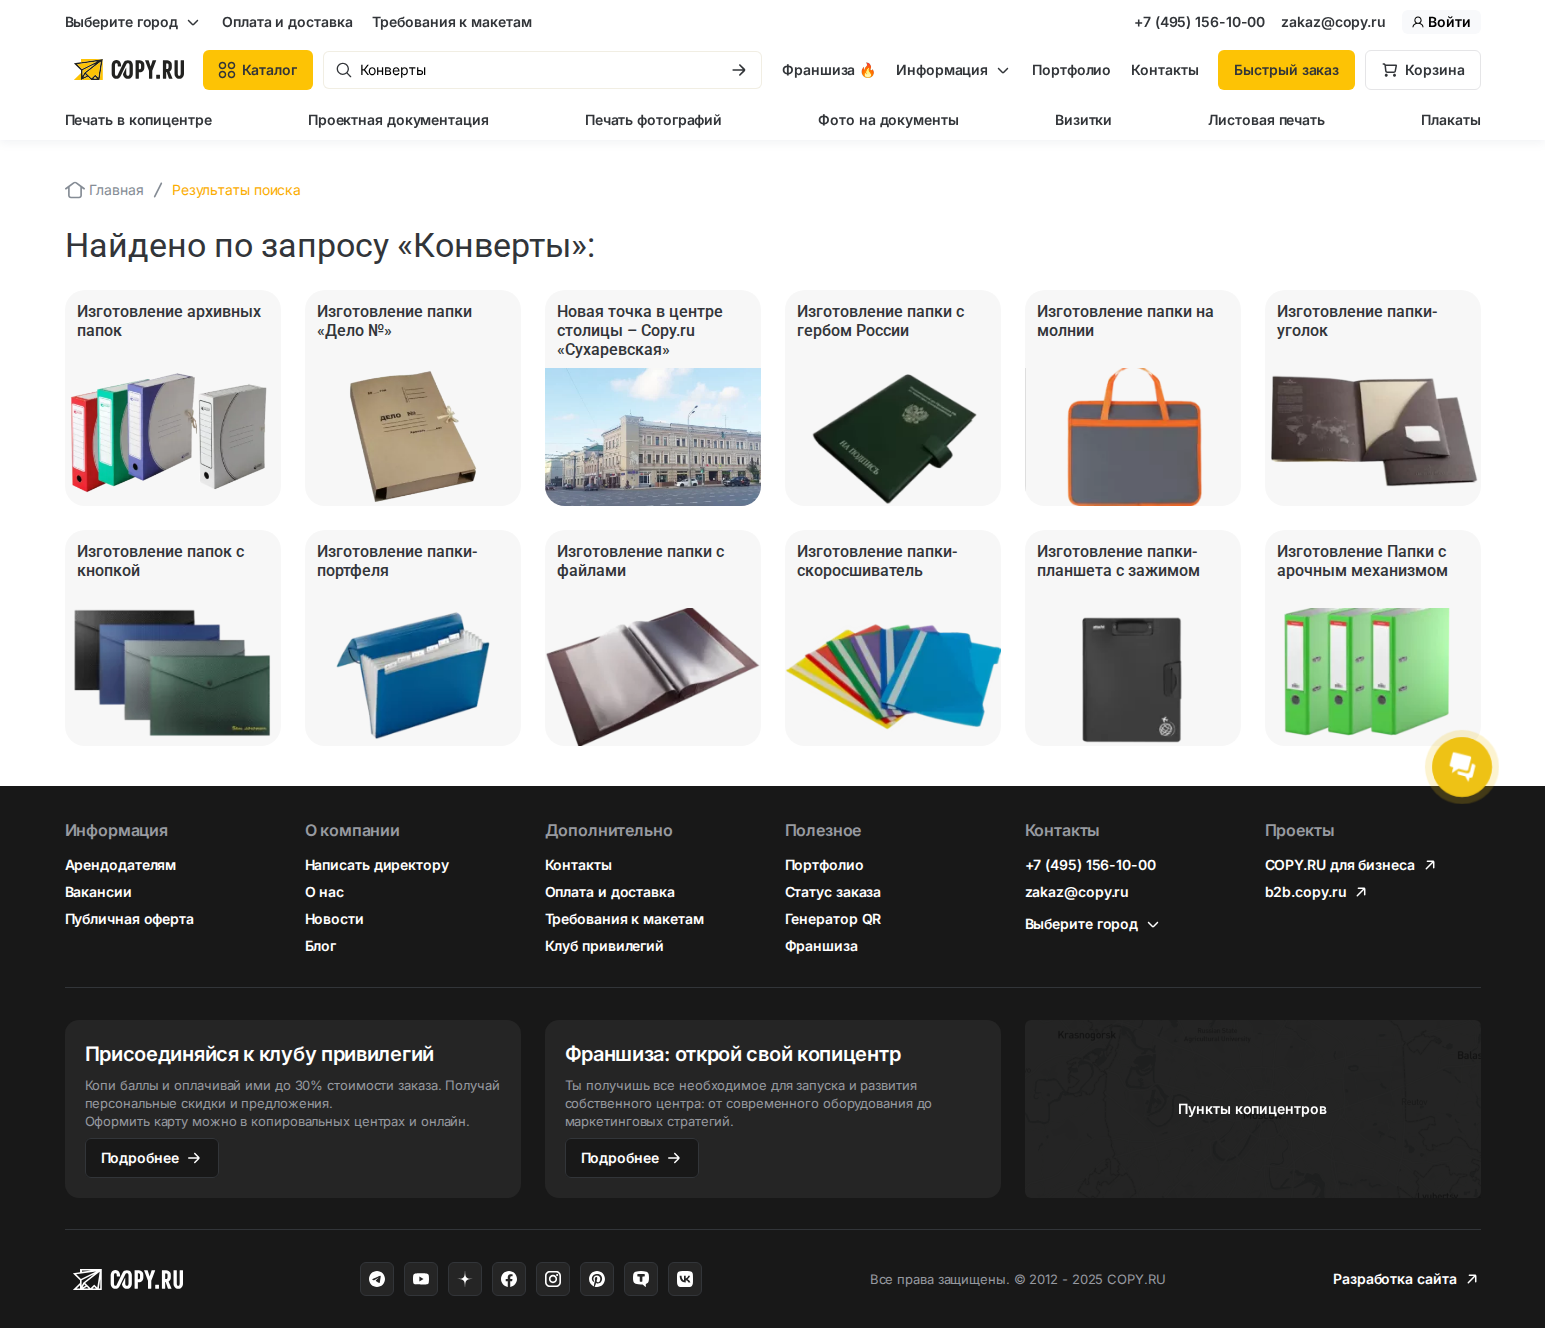 Выберите город
Оплата и доставка
Требования к макетам
+7 (495) 156-10-00
zakaz@copy.ru
Войти
COPY.RU
Каталог
Конверты
Франшиза 🔥
Информация
Портфолио
Контакты
Быстрый заказ
Корзина
Печать в копицентре
Проектная документация
Печать фотографий
Фото на документы
Визитки
Листовая печать
Плакаты
Главная / Результаты поиска
Найдено по запросу «Конверты»:
Изготовление архивных
папок
Изготовление папки
«Дело №»
ДЕЛО №
Новая точка в центре
столицы – Copy.ru
«Сухаревская»
Изготовление папки с
гербом России
НА ПОДПИСЬ
Изготовление папки на
молнии
Изготовление папки-
уголок
Изготовление папок с
кнопкой
Изготовление папки-
портфеля
Изготовление папки с
файлами
Изготовление папки-
скоросшиватель
Изготовление папки-
планшета с зажимом
Изготовление Папки с
арочным механизмом
Информация
Арендодателям
Вакансии
Публичная оферта
О компании
Написать директору
О нас
Новости
Блог
Дополнительно
Контакты
Оплата и доставка
Требования к макетам
Клуб привилегий
Полезное
Портфолио
Статус заказа
Генератор QR
Франшиза
Контакты
+7 (495) 156-10-00
zakaz@copy.ru
Выберите город
Проекты
COPY.RU для бизнеса
b2b.copy.ru
Присоединяйся к клубу привилегий
Копи баллы и оплачивай ими до 30% стоимости заказа. Получай
персональные скидки и предложения.
Оформить карту можно в копировальных центрах и онлайн.
Подробнее
Франшиза: открой свой копицентр
Ты получишь все необходимое для запуска и развития
собственного центра: от современного оборудования до
маркетинговых стратегий.
Подробнее
Krasnogorsk
Пункты копицентров
COPY.RU
Все права защищены. © 2012 - 2025 COPY.RU
Разработка сайта